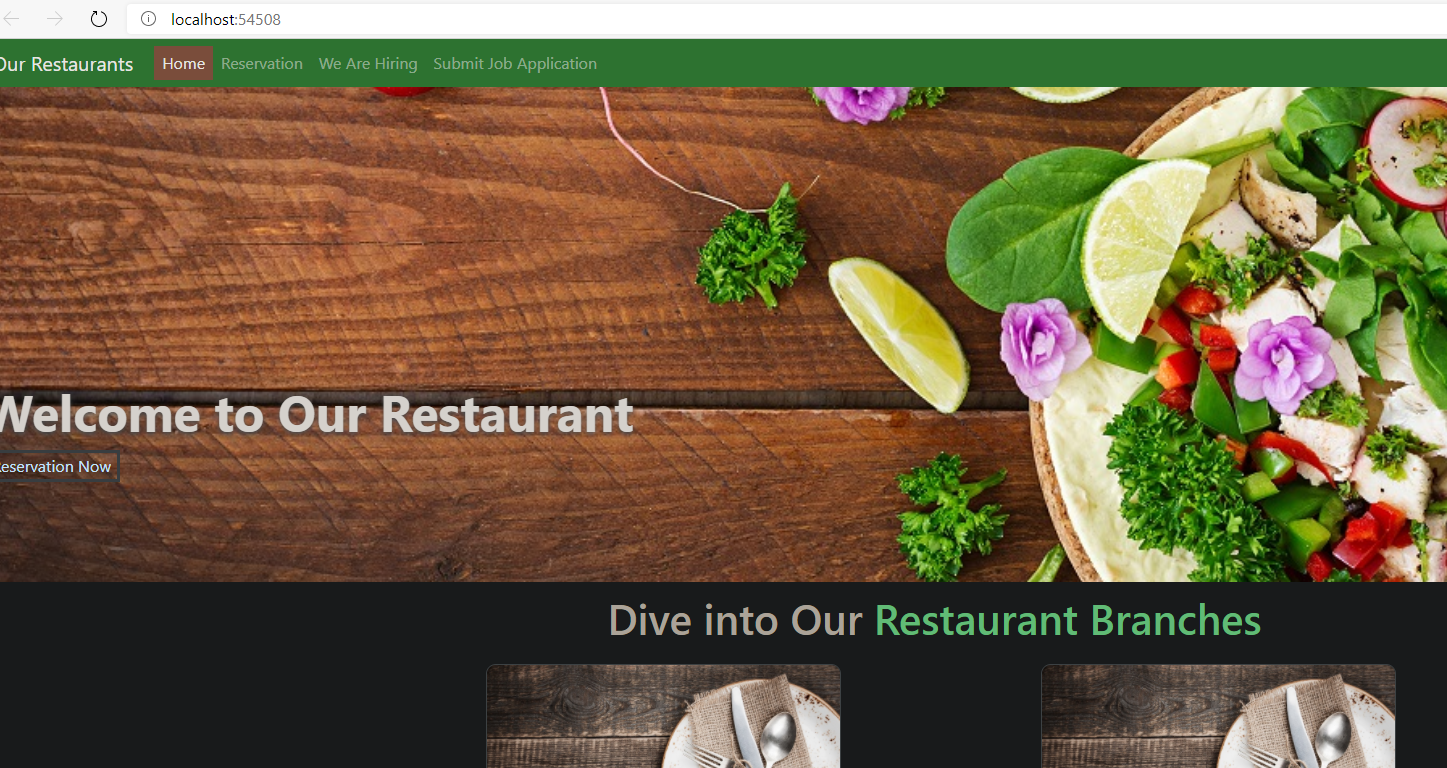 localhost:54508
Our Restaurants Home Reservation We Are Hiring Submit Job Application
Welcome to Our Restaurant
eservation Now
Dive into Our Restaurant Branches